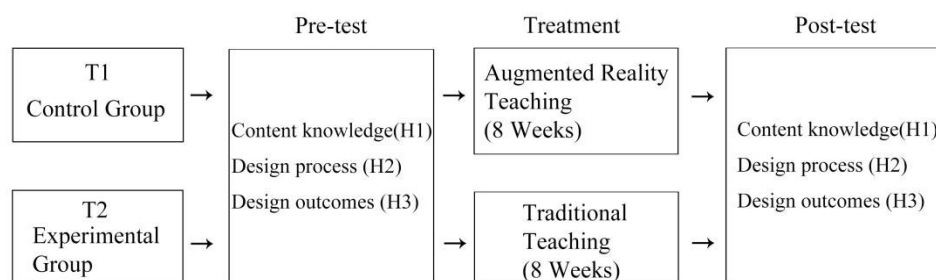 Pre-test
Treatment
Post-test
T1
Control Group
→
→
Augmented Reality
Teaching
(8 Weeks)
→
Content knowledge(H1)
Design process (H2)
Design outcomes (H3)
Content knowledge(H1)
Design process (H2)
Design outcomes (H3)
T2
Experimental
Group
→
→
Traditional
Teaching
(8 Weeks)
→